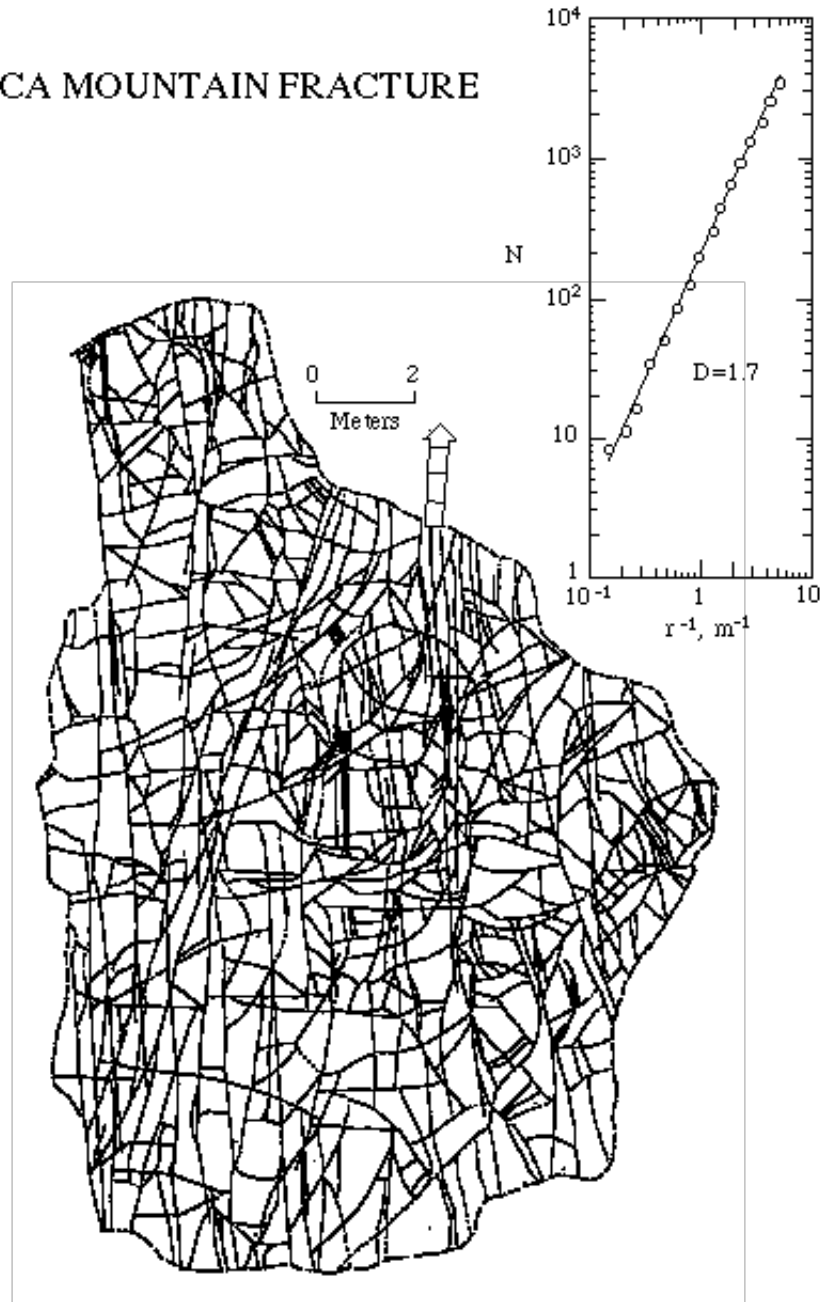 CA MOUNTAIN FRACTURE
10⁴
10³
N
10²
D=1.7
10
1
10⁻¹ 1 10
r⁻¹, m⁻¹
0 2
Meters